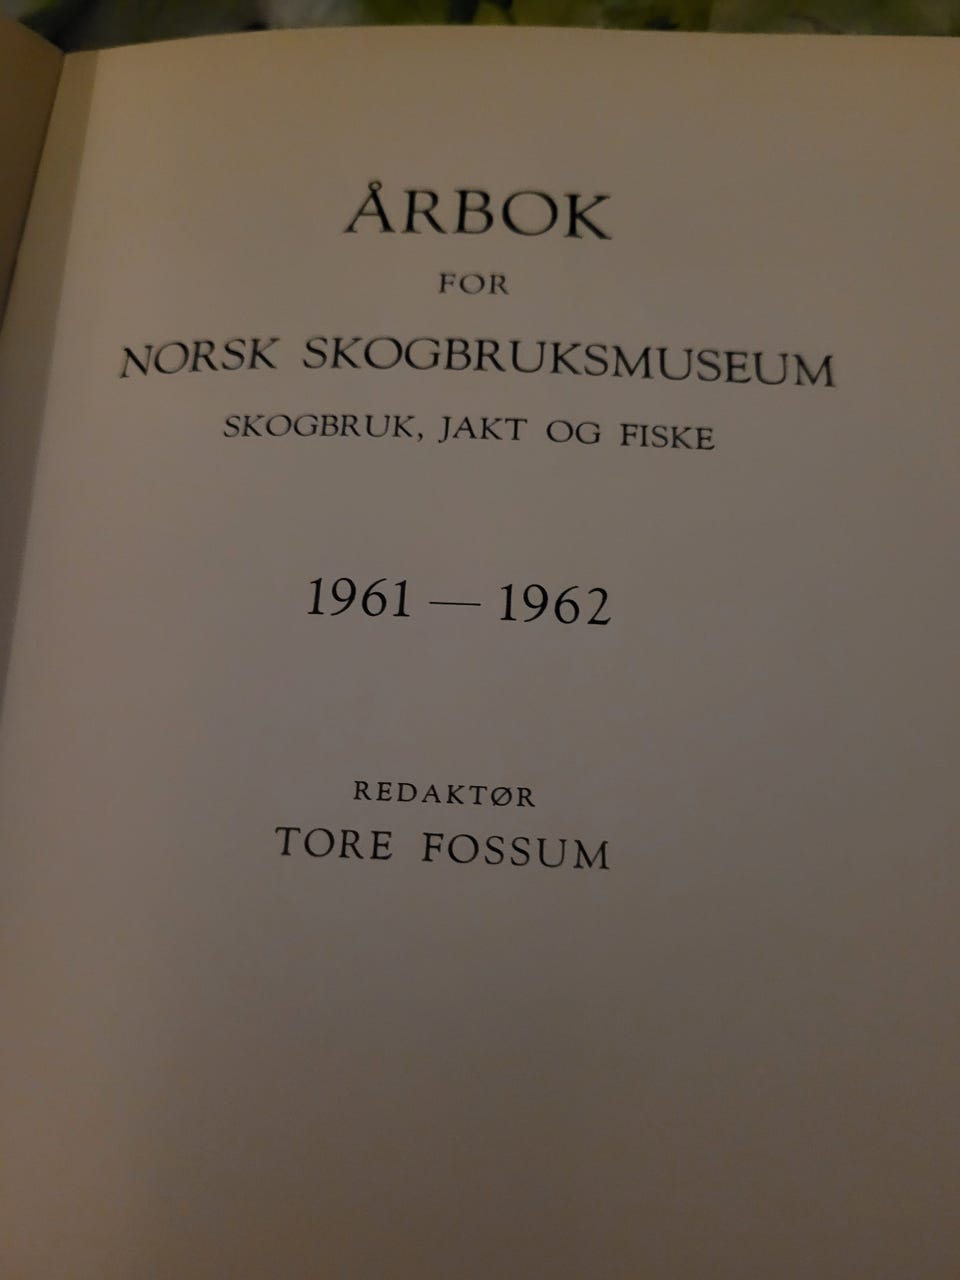 ÅRBOK
FOR
NORSK SKOGBRUKSMUSEUM
SKOGBRUK, JAKT OG FISKE
1961 — 1962
REDAKTØR
TORE FOSSUM